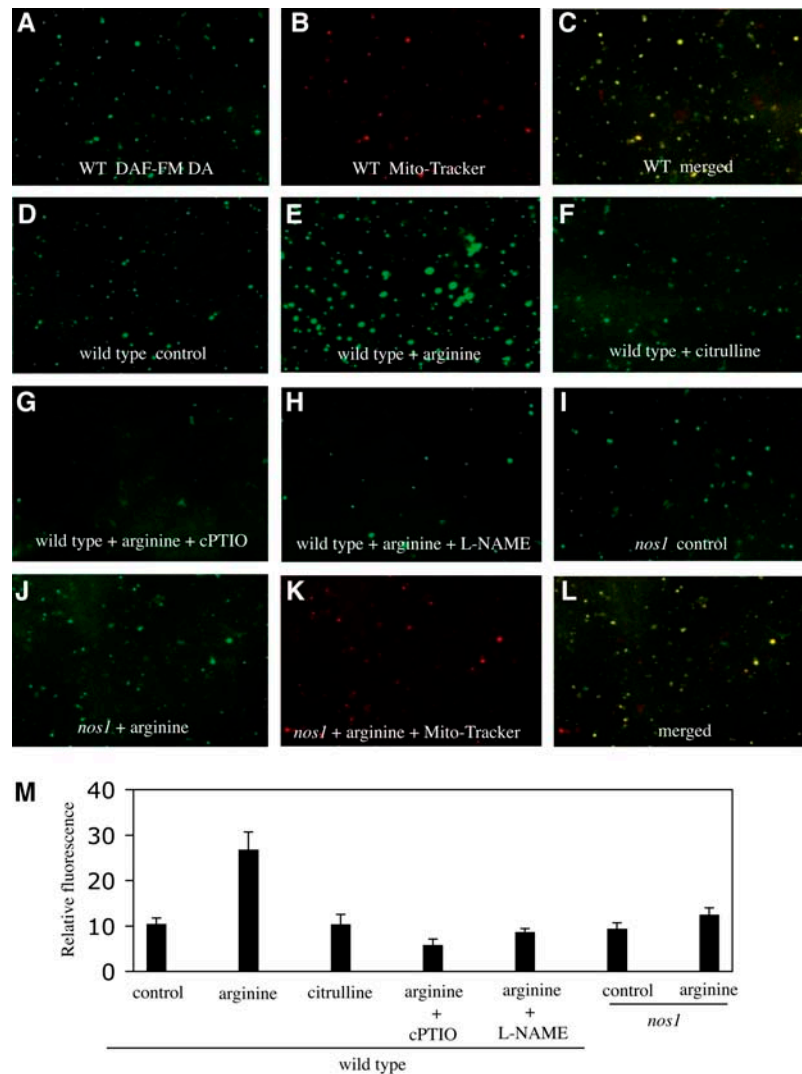 A
WT DAF-FM DA
B
WT Mito-Tracker
C
WT merged
D
wild type control
E
wild type + arginine
F
wild type + citrulline
G
wild type + arginine + cPTIO
H
wild type + arginine + L-NAME
I
nos1 control
J
nos1 + arginine
K
nos1 + arginine + Mito-Tracker
L
merged
M
Relative fluorescence
40
30
20
10
0
control
arginine
citrulline
arginine
+
cPTIO
arginine
+
L-NAME
control
arginine
nos1
wild type